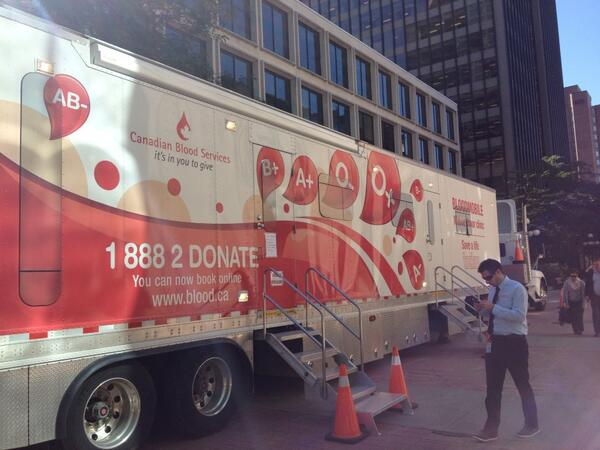 AB-
Canadian Blood Services
it's in you to give
B+
A+
O-
O+
B-
AB+
A-
1 888 2 DONATE
You can now book online
www.blood.ca
BLOODMOBILE
Save a life